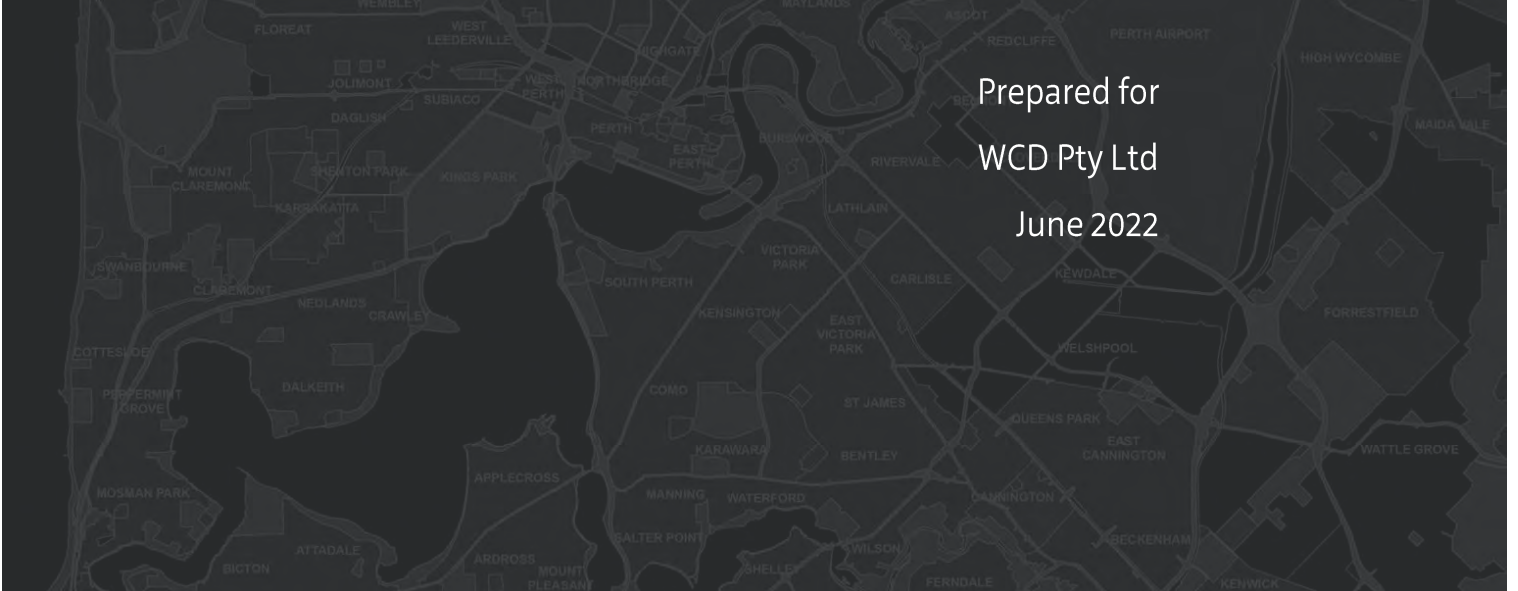 WEMBLEY
MAYLANDS
FLOREAT
WEST
LEEDERVILLE
HIGHGATE
ASCOT
REDCLIFFE
PERTH AIRPORT
HIGH WYCOMBE
JOLIMONT
WEST
PERTH
NORTHBRIDGE
SUBIACO
Prepared for
DAGLISH
PERTH
EAST
PERTH
BURSWOOD
MAIDA VALE
RIVERVALE
WCD Pty Ltd
MOUNT
CLAREMONT
SHENTON PARK
KINGS PARK
KARRAKATTA
LATHLAIN
June 2022
VICTORIA
PARK
SWANBOURNE
CLAREMONT
NEDLANDS
CRAWLEY
SOUTH PERTH
CARLISLE
KEWDALE
KENSINGTON
EAST
VICTORIA
PARK
FORRESTFIELD
COTTESLOE
WELSHPOOL
PEPPERMINT
GROVE
DALKEITH
COMO
ST JAMES
QUEENS PARK
EAST
CANNINGTON
KARAWARA
BENTLEY
WATTLE GROVE
APPLECROSS
MOSMAN PARK
MANNING
WATERFORD
CANNINGTON
SALTER POINT
WILSON
BECKENHAM
ATTADALE
ARDROSS
BICTON
MOUNT
PLEASANT
SHELLEY
FERNDALE
KENWICK